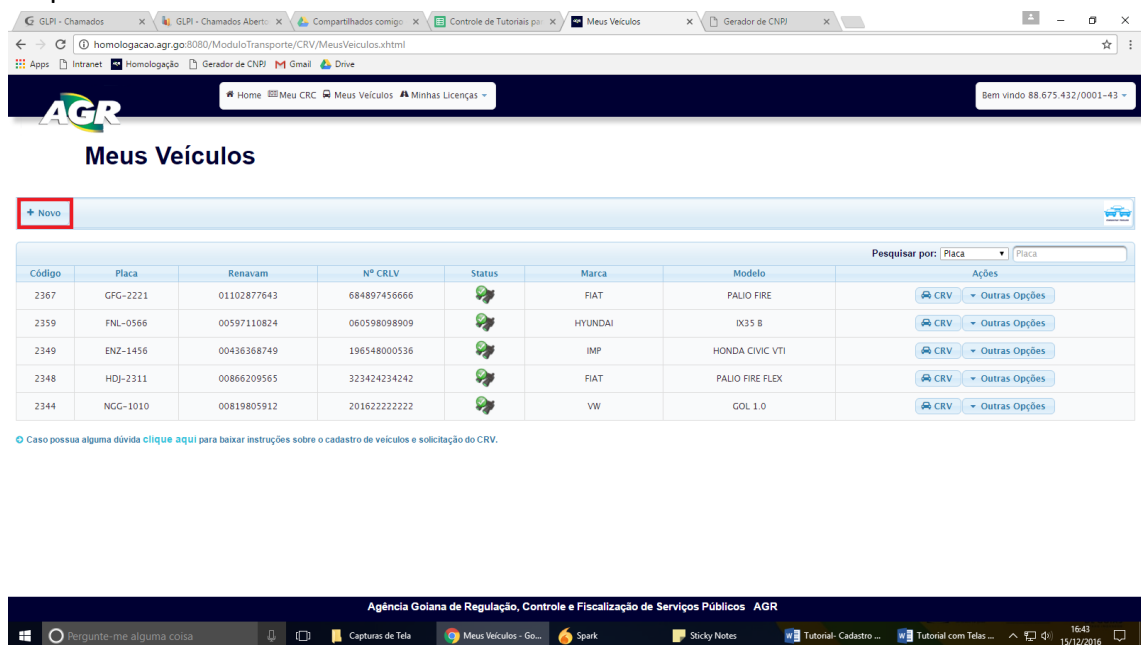 GLPI - Chamados
GLPI - Chamados Aberto
Compartilhados comigo
Controle de Tutoriais par
Meus Veículos
Gerador de CNPJ
homologacao.agr.go:8080/ModuloTransporte/CRV/MeusVeiculos.xhtml
Apps Intranet Homologação Gerador de CNPJ Gmail Drive
AGR
Home Meu CRC Meus Veículos Minhas Licenças
Bem vindo 88.675.432/0001-43
Meus Veículos
+ Novo
Pesquisar por: Placa Placa
Código Placa Renavam Nº CRLV Status Marca Modelo Ações
2367 GFG-2221 01102877643 684897456666 FIAT PALIO FIRE CRV Outras Opções
2359 FNL-0566 00597110824 060598098909 HYUNDAI IX35 B CRV Outras Opções
2349 ENZ-1456 00436368749 196548000536 IMP HONDA CIVIC VTI CRV Outras Opções
2348 HDJ-2311 00866209565 323424234242 FIAT PALIO FIRE FLEX CRV Outras Opções
2344 NGG-1010 00819805912 201622222222 VW GOL 1.0 CRV Outras Opções
Caso possua alguma dúvida clique aqui para baixar instruções sobre o cadastro de veículos e solicitação do CRV.
Agência Goiana de Regulação, Controle e Fiscalização de Serviços Públicos AGR
Pergunte-me alguma coisa
Capturas de Tela
Meus Veículos - Go...
Spark
Sticky Notes
Tutorial- Cadastro ...
Tutorial com Telas ...
16:43
15/12/2016